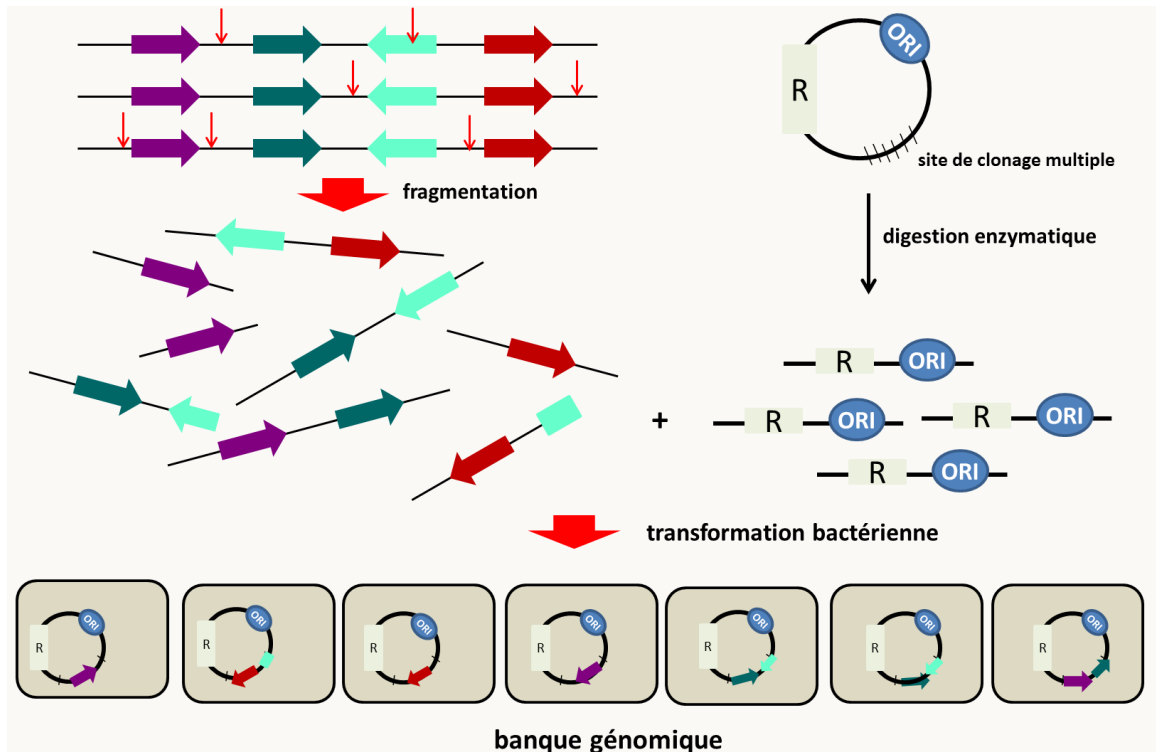 ORI
R
site de clonage multiple
fragmentation
digestion enzymatique
R ORI
+
R ORI
R ORI
R ORI
transformation bactérienne
ORI ORI ORI ORI ORI ORI ORI
R R R R R R R
banque génomique